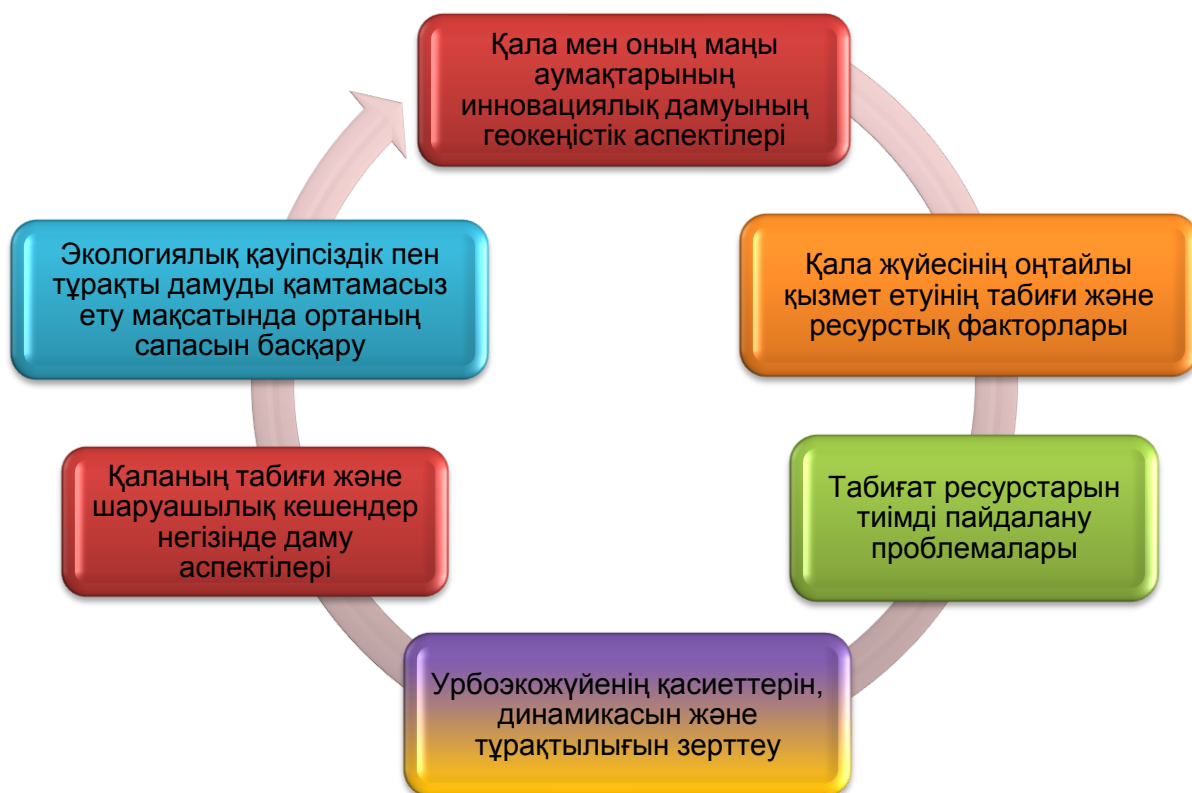 Қала мен оның маңы
аумақтарының
инновациялық дамуының
геокеңістік аспектілері
Қала жүйесінің оңтайлы
қызмет етуінің табиғи және
ресурстық факторлары
Табиғат ресурстарын
тиімді пайдалану
проблемалары
Урбоэкожүйенің қасиеттерін,
динамикасын және
тұрақтылығын зерттеу
Қаланың табиғи және
шаруашылық кешендер
негізінде даму
аспектілері
Экологиялық қауіпсіздік пен
тұрақты дамуды қамтамасыз
ету мақсатында ортаның
сапасын басқару